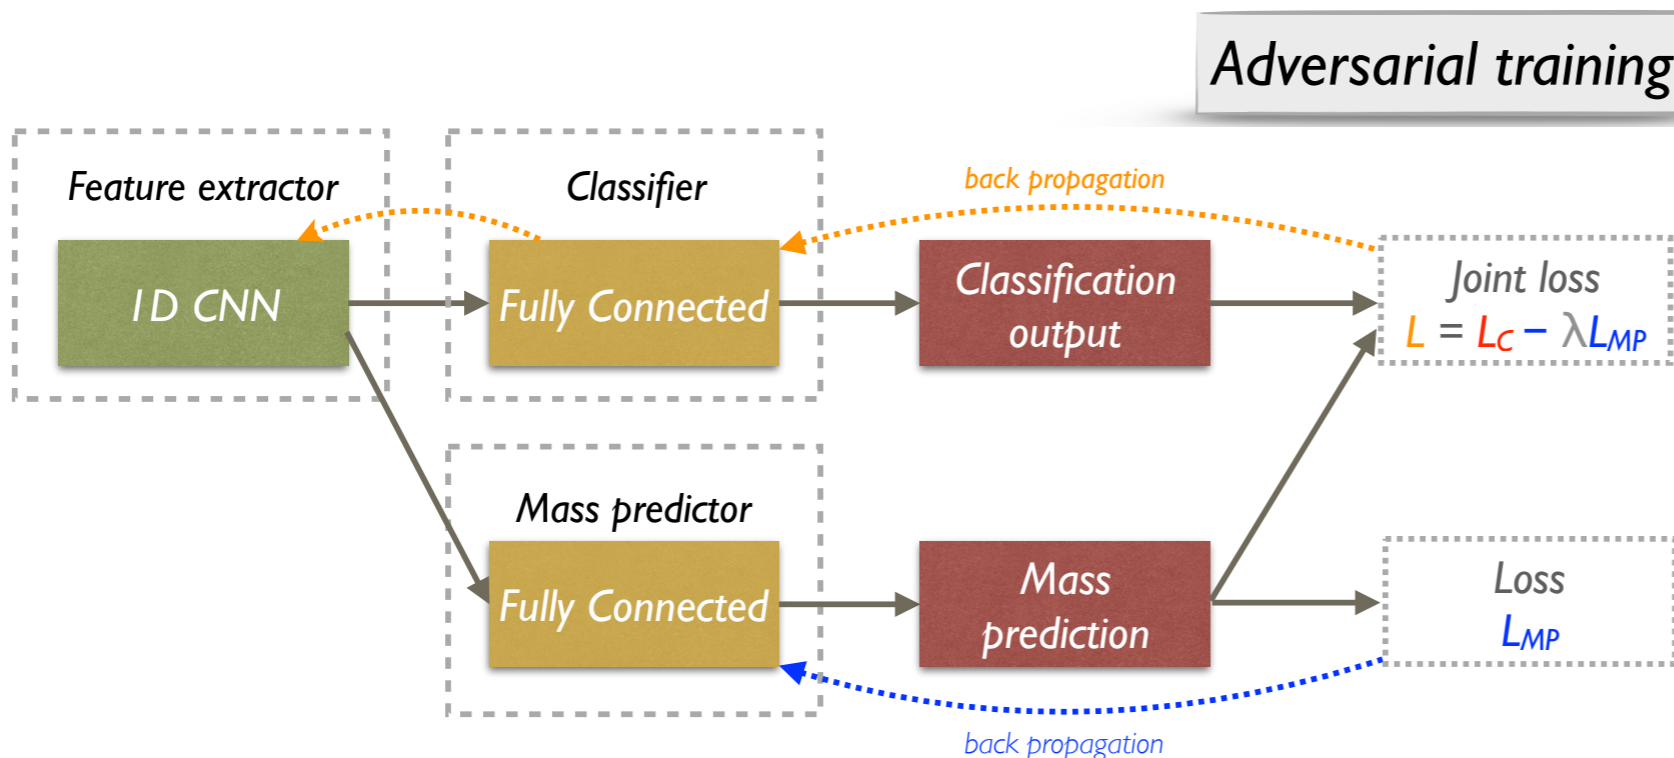 Adversarial training
Feature extractor
Classifier
back propagation
1D CNN
Fully Connected
Classification
output
Joint loss
L = LC – λLMP
Mass predictor
Fully Connected
Mass
prediction
Loss
LMP
back propagation